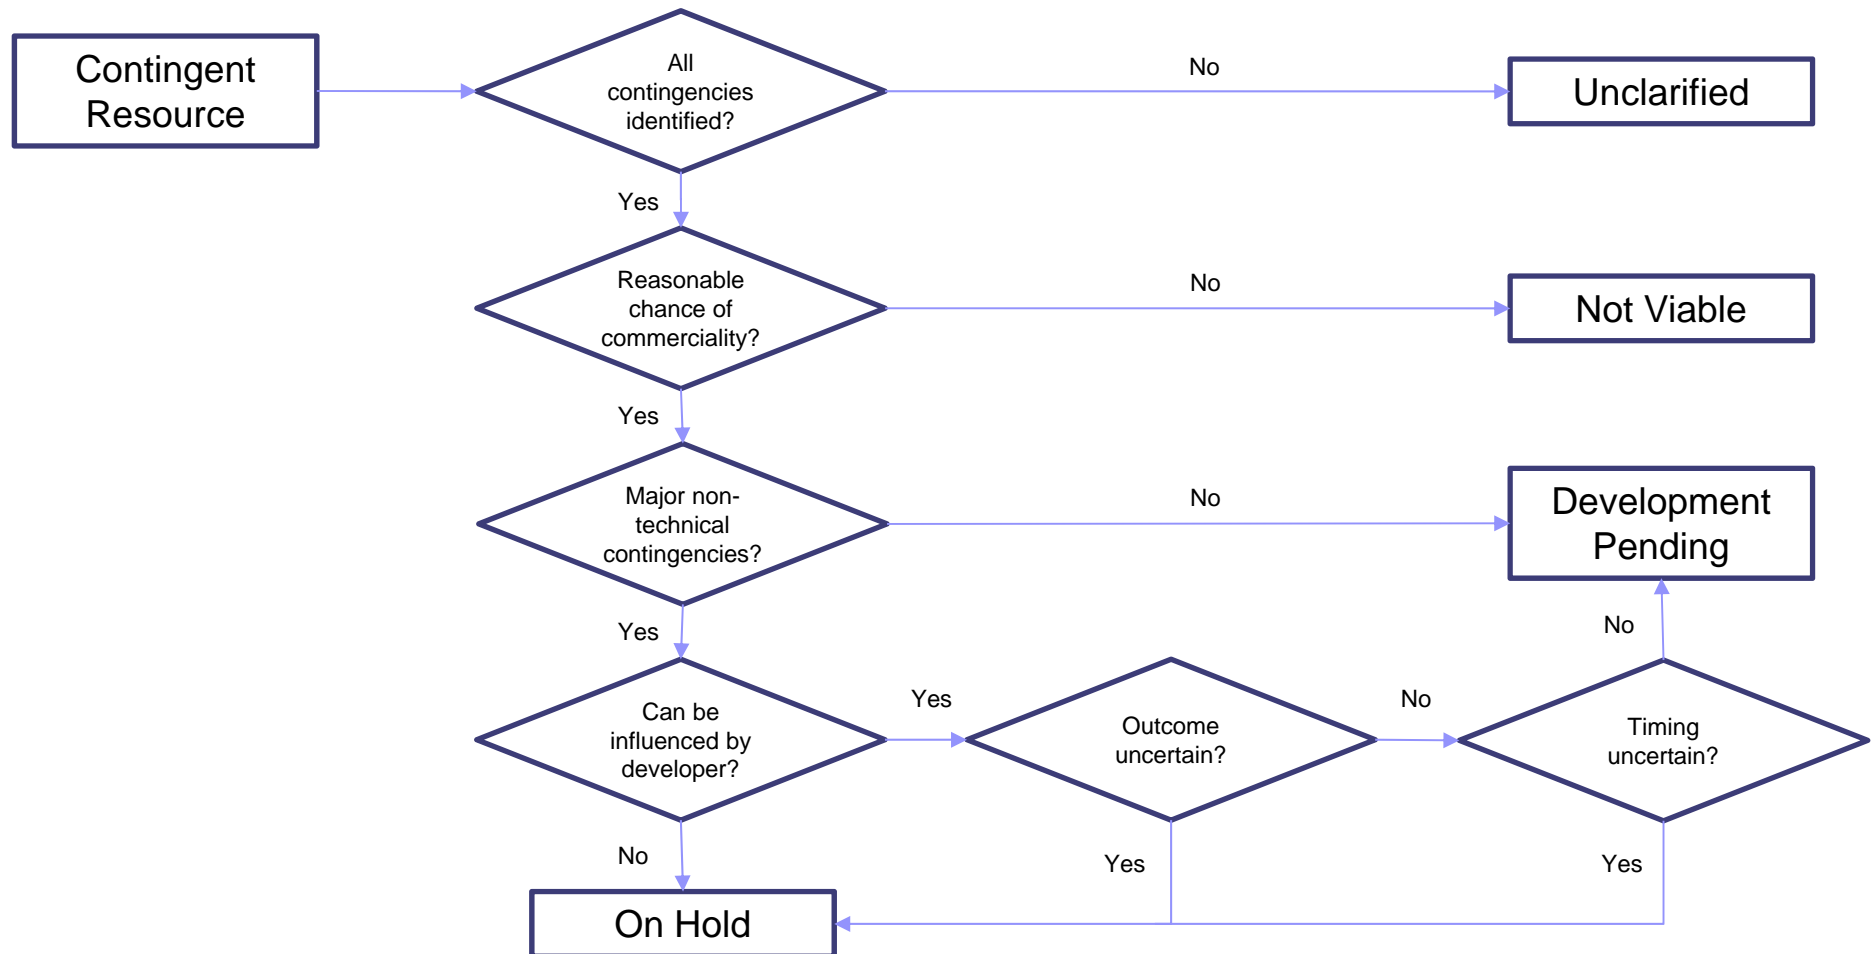 Contingent
Resource
All
contingencies
identified?
No
Unclarified
Yes
Reasonable
chance of
commerciality?
No
Not Viable
Yes
Major non-
technical
contingencies?
No
Development
Pending
Yes
No
Can be
influenced by
developer?
Yes
Outcome
uncertain?
No
Timing
uncertain?
No
Yes
Yes
On Hold